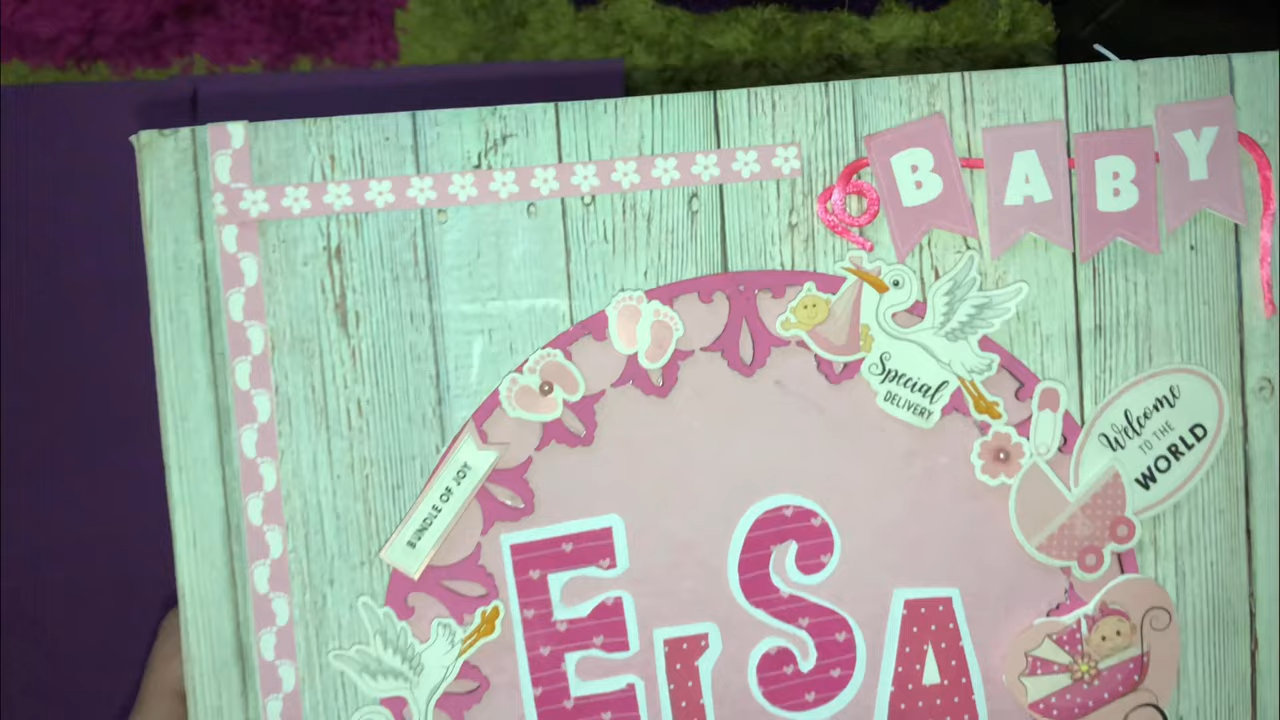 BABY
Special
DELIVERY
Welcome
TO THE
WORLD
BUNDLE OF JOY
ELSA